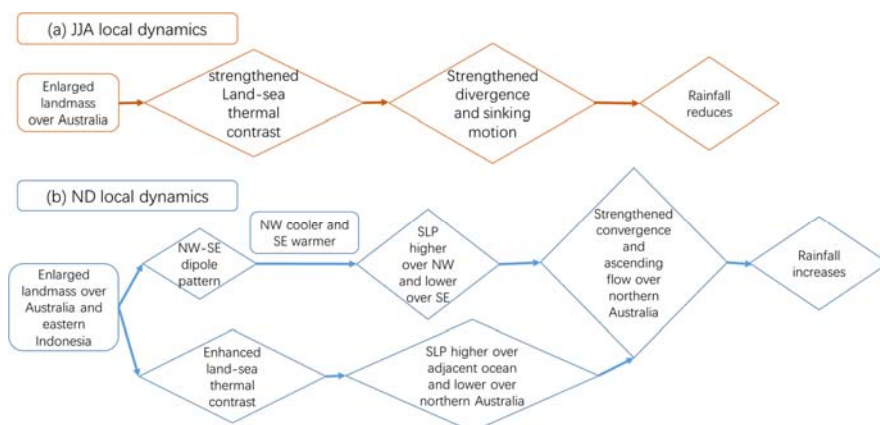 (a) JJA local dynamics
Enlarged
landmass
over Australia
strengthened
Land-sea
thermal
contrast
Strengthened
divergence
and sinking
motion
Rainfall
reduces
(b) ND local dynamics
Enlarged
landmass over
Australia and
eastern
Indonesia
NW-SE
dipole
pattern
NW cooler and
SE warmer
SLP
higher
over NW
and lower
over SE
Enhanced
land-sea
thermal
contrast
SLP higher over
adjacent ocean
and lower over
northern Australia
Strengthened
convergence
and
ascending
flow over
northern
Australia
Rainfall
increases